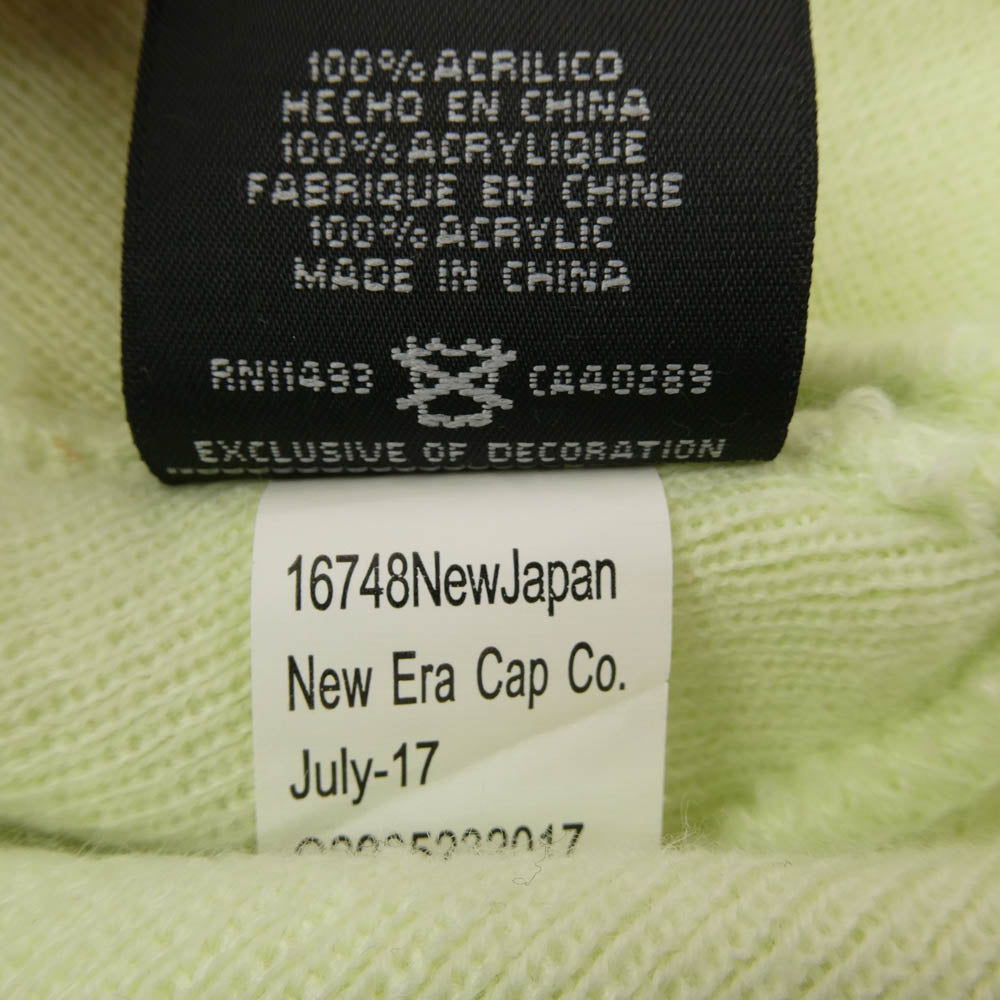 100% ACRILICO
HECHO EN CHINA
100% ACRYLIQUE
FABRIQUE EN CHINE
100% ACRYLIC
MADE IN CHINA
RN11493 CA40289
EXCLUSIVE OF DECORATION
16748NewJapan
New Era Cap Co.
July-17